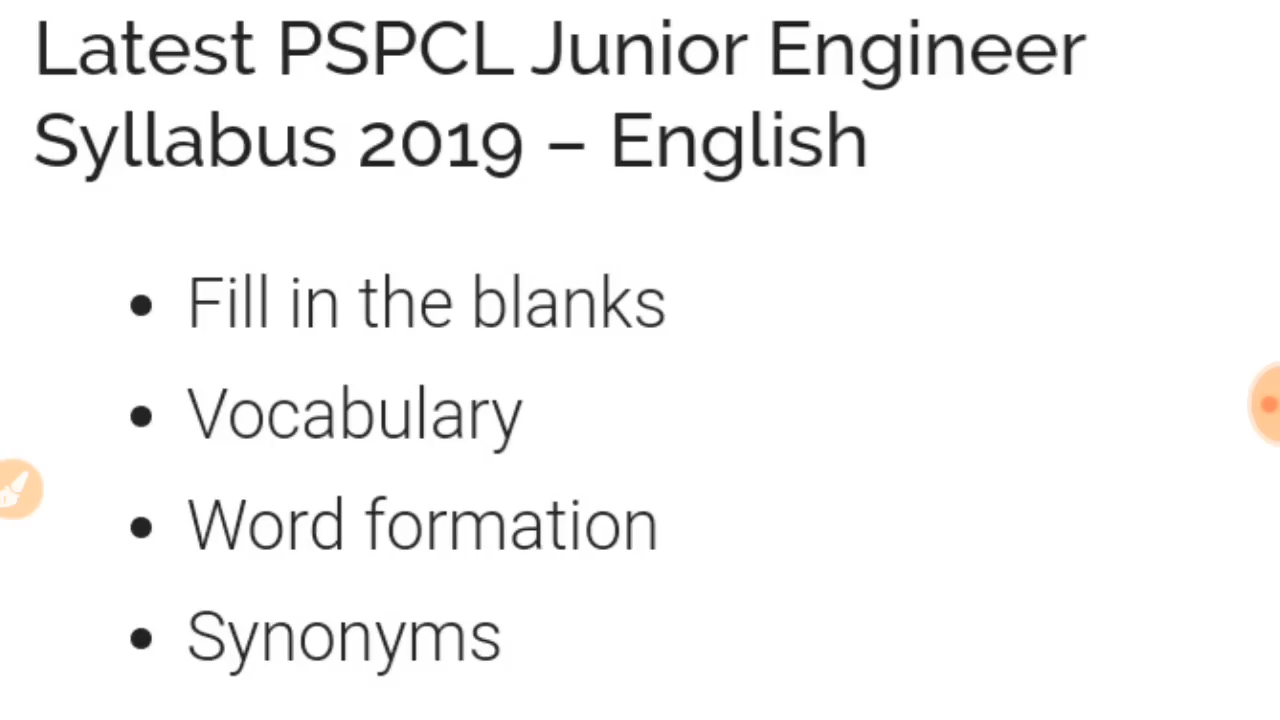 Latest PSPCL Junior Engineer
Syllabus 2019 – English
• Fill in the blanks
• Vocabulary
• Word formation
• Synonyms